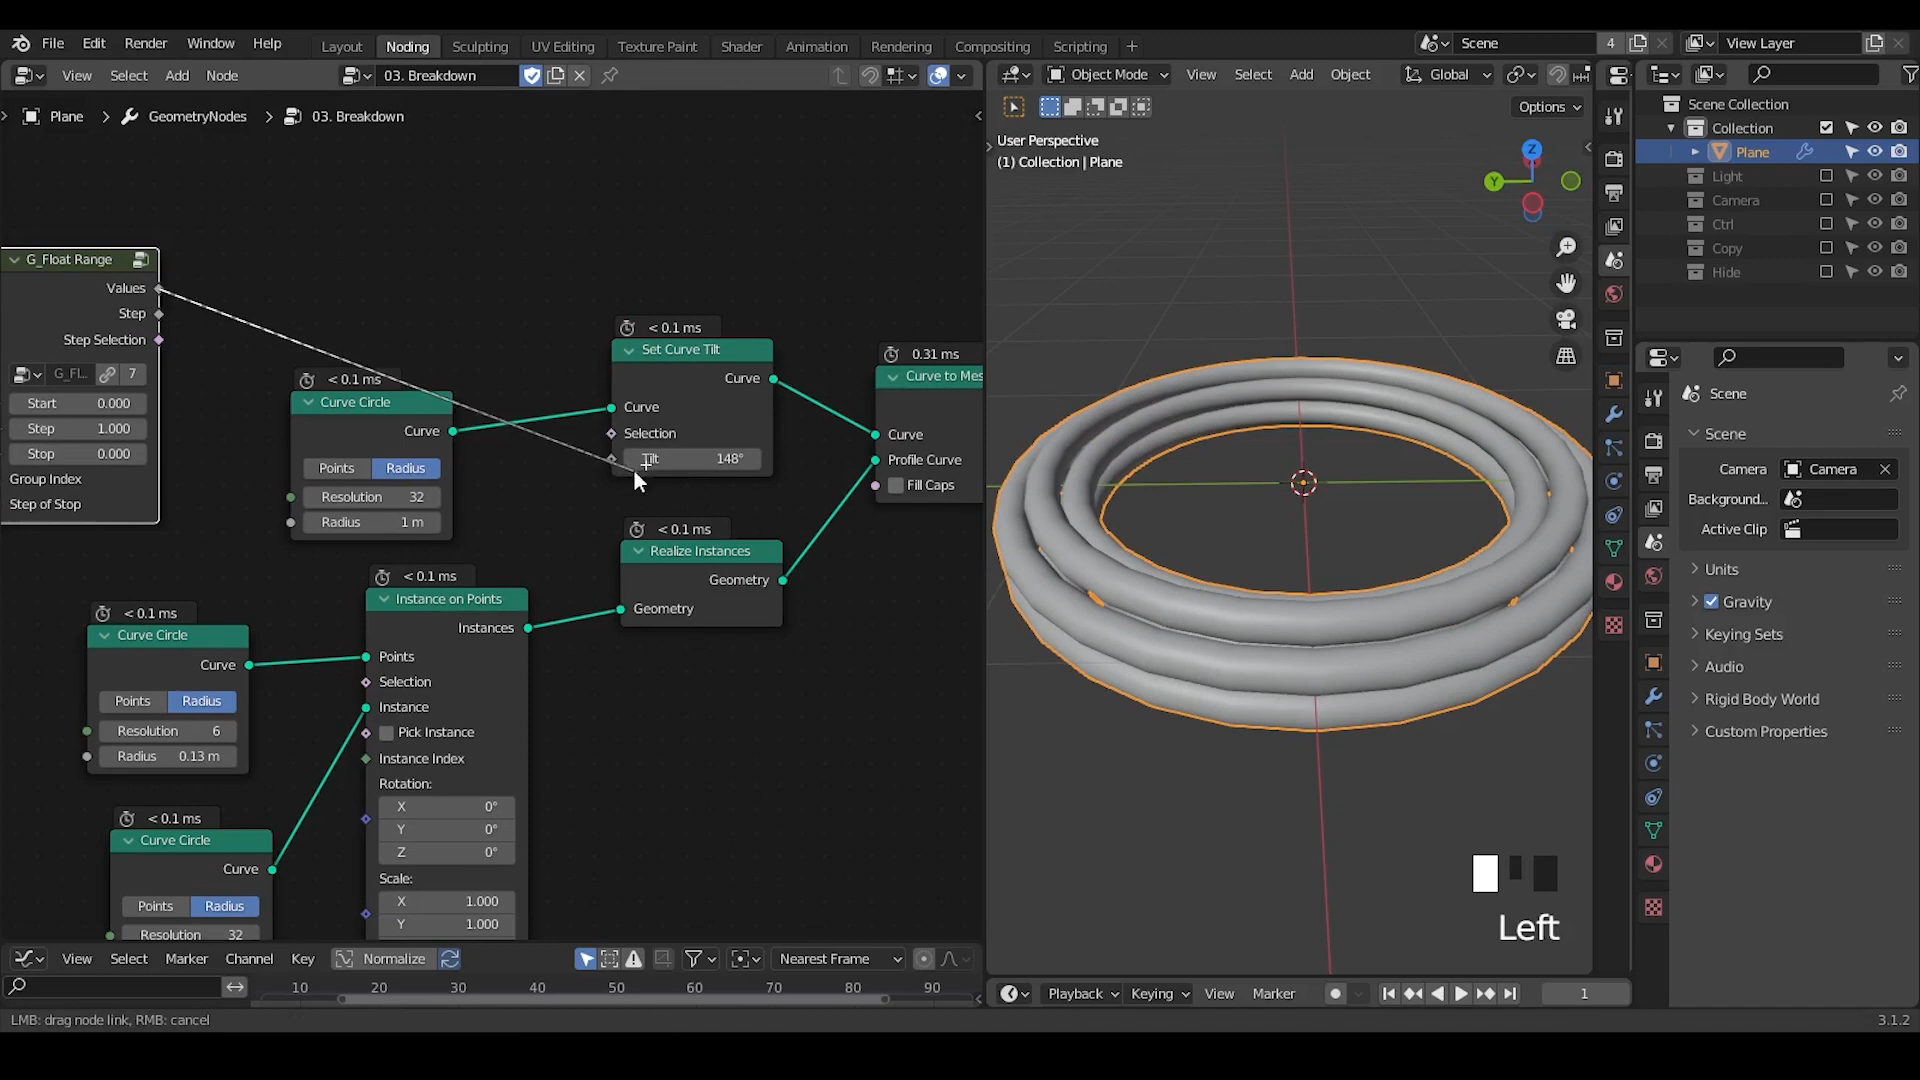 File Edit Render Window Help Layout Noding Sculpting UV Editing Texture Paint Shader Animation Rendering Compositing Scripting + Scene 4 View Layer
View Select Add Node 03. Breakdown
Object Mode View Select Add Object Global
Plane > GeometryNodes > 03. Breakdown
Options
User Perspective
(1) Collection | Plane
Z
Y
G_Float Range
Values
Step
Step Selection
G_Fl... 7
Start 0.000
Step 1.000
Stop 0.000
Group Index
Step of Stop
< 0.1 ms
Curve Circle
Curve
Points Radius
Resolution 32
Radius 1 m
< 0.1 ms
Set Curve Tilt
Curve
Curve
Selection
Tilt 148°
0.31 ms
Curve to Mes
Curve
Profile Curve
Fill Caps
< 0.1 ms
Realize Instances
Geometry
Geometry
< 0.1 ms
Curve Circle
Curve
Points Radius
Resolution 6
Radius 0.13 m
< 0.1 ms
Instance on Points
Instances
Points
Selection
Instance
Pick Instance
Instance Index
Rotation:
X 0°
Y 0°
Z 0°
Scale:
X 1.000
Y 1.000
< 0.1 ms
Curve Circle
Curve
Points Radius
Resolution 32
Left
Scene Collection
Collection
Plane
Light
Camera
Ctrl
Copy
Hide
Scene
Scene
Camera Camera
Background...
Active Clip
Units
Gravity
Keying Sets
Audio
Rigid Body World
Custom Properties
View Select Marker Channel Key Normalize Nearest Frame
10 20 30 40 50 60 70 80 90
Playback Keying View Marker 1
LMB: drag node link, RMB: cancel
3.1.2